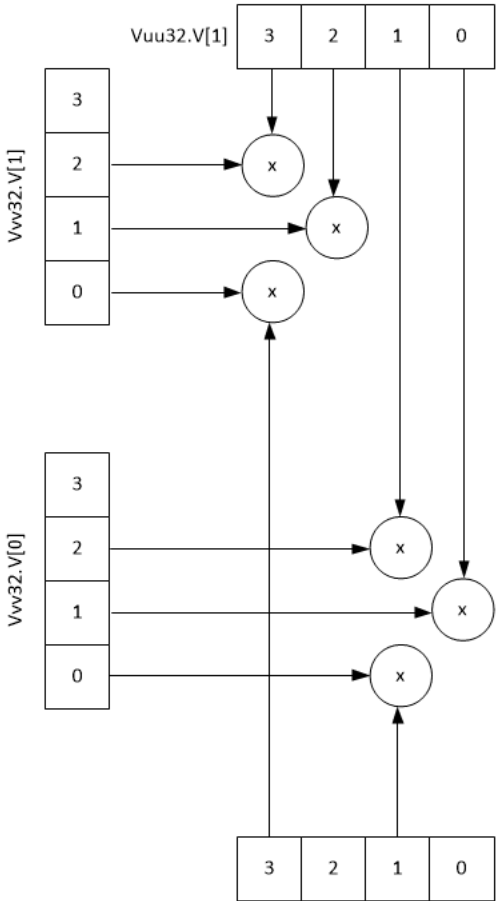 Vuu32.V[1] 3 2 1 0
Vvv32.V[1]
3
2 x
1 x
0 x
Vvv32.V[0]
3
2 x
1 x
0 x
3 2 1 0